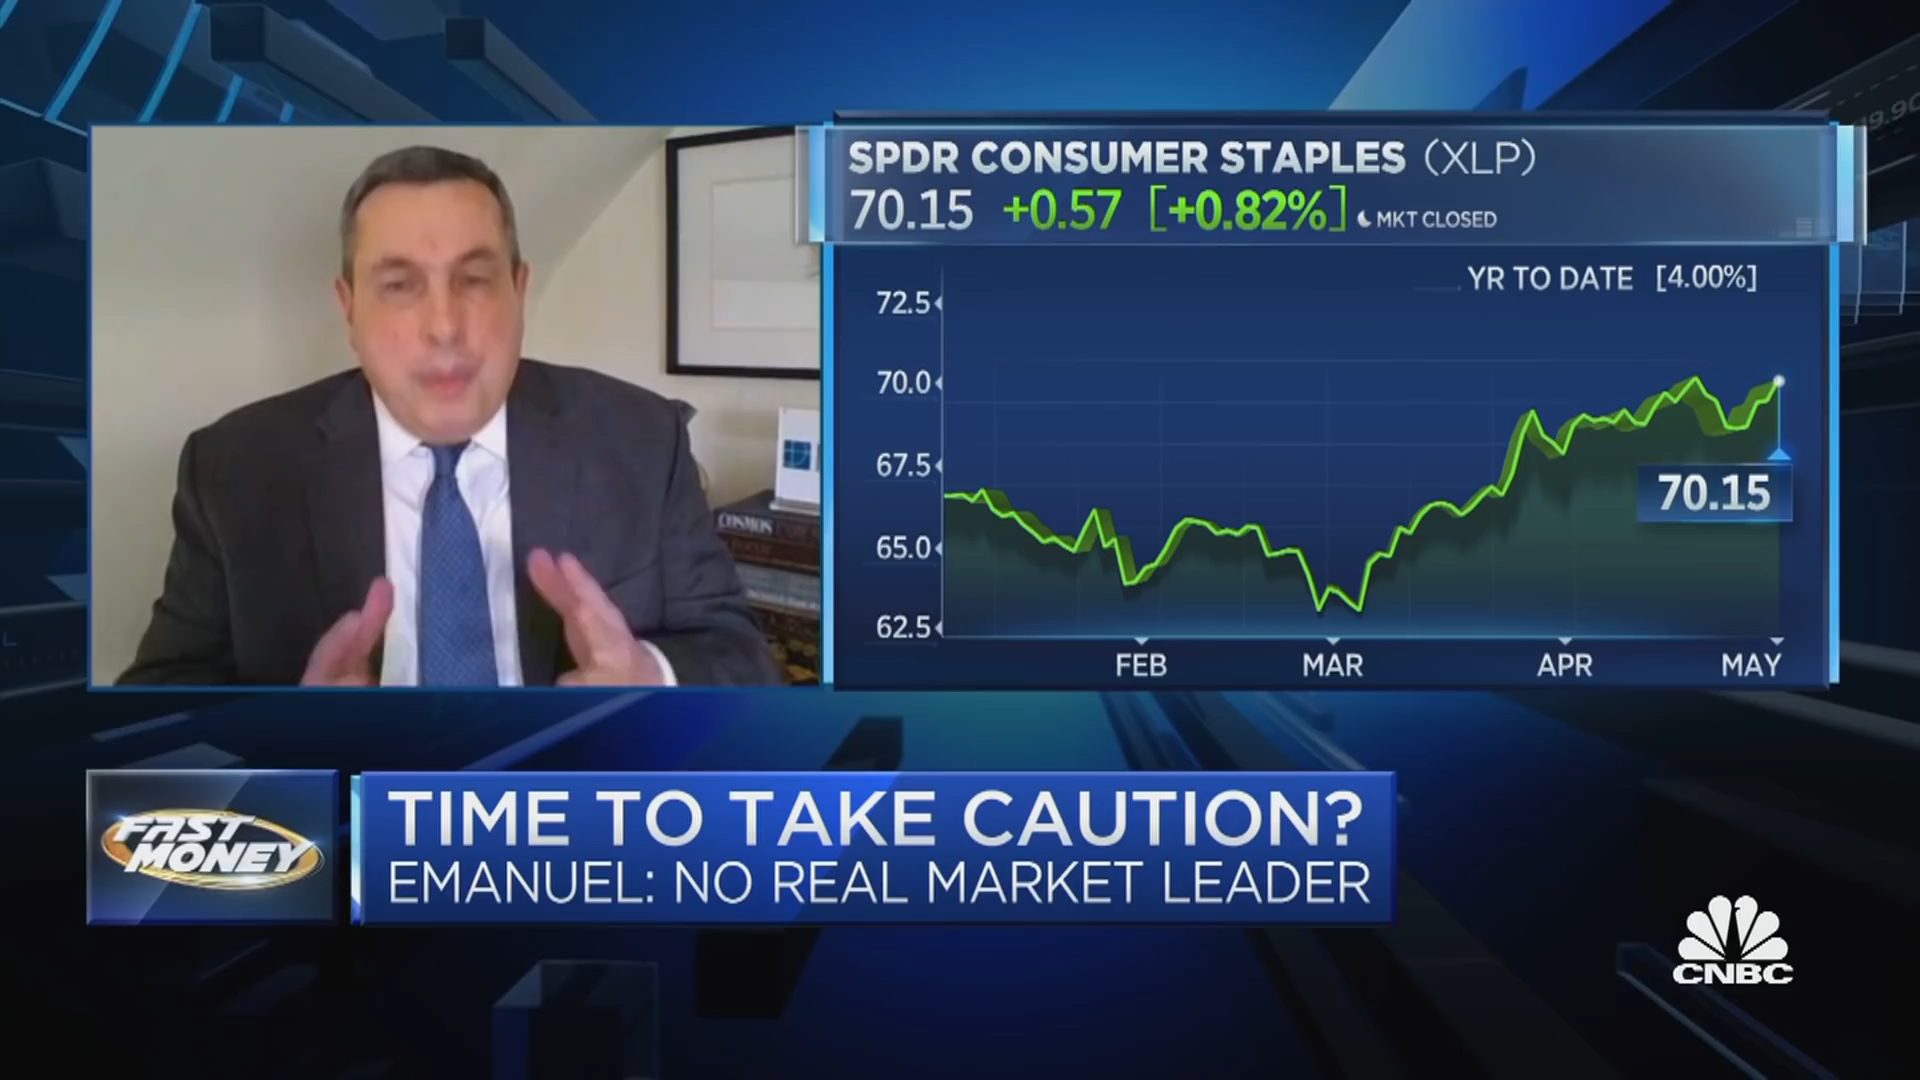 SPDR CONSUMER STAPLES (XLP)
70.15 +0.57 [+0.82%] MKT CLOSED
YR TO DATE [4.00%]
72.5
70.0
67.5
65.0
62.5
70.15
FEB MAR APR MAY
COSMOS
FAST MONEY
TIME TO TAKE CAUTION?
EMANUEL: NO REAL MARKET LEADER
CNBC